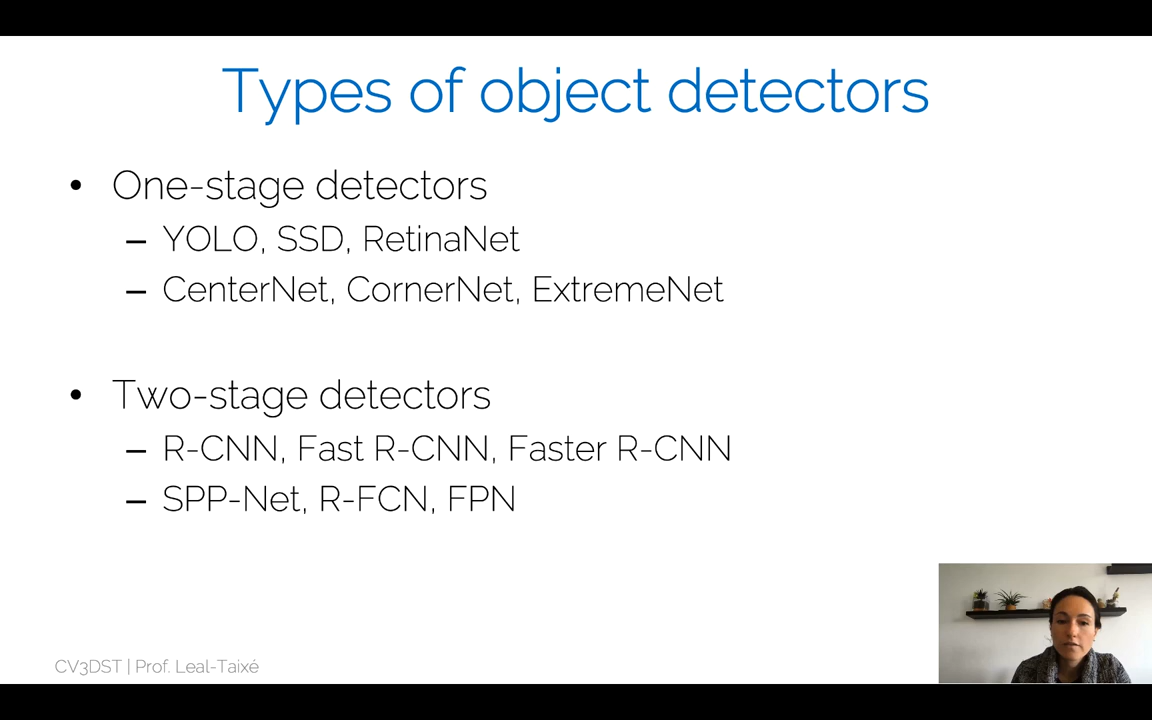 Types of object detectors
• One-stage detectors
– YOLO, SSD, RetinaNet
– CenterNet, CornerNet, ExtremeNet
• Two-stage detectors
– R-CNN, Fast R-CNN, Faster R-CNN
– SPP-Net, R-FCN, FPN
CV3DST | Prof. Leal-Taixé